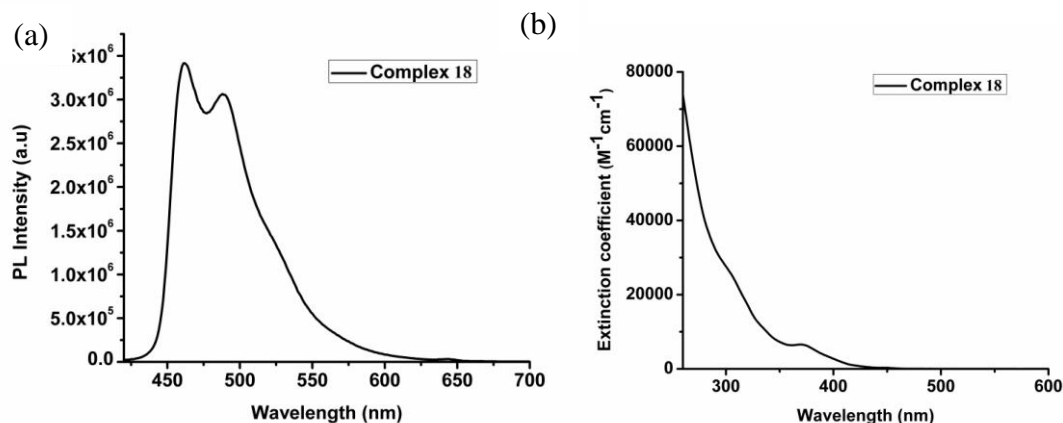 (a)
(b)
.5x10⁶
3.0x10⁶
2.5x10⁶
2.0x10⁶
1.5x10⁶
1.0x10⁶
5.0x10⁵
0.0
PL Intensity (a.u)
450
500
550
600
650
700
Wavelength (nm)
Complex 18
80000
60000
40000
20000
0
Extinction coefficient (M⁻¹cm⁻¹)
300
400
500
600
Wavelength (nm)
Complex 18